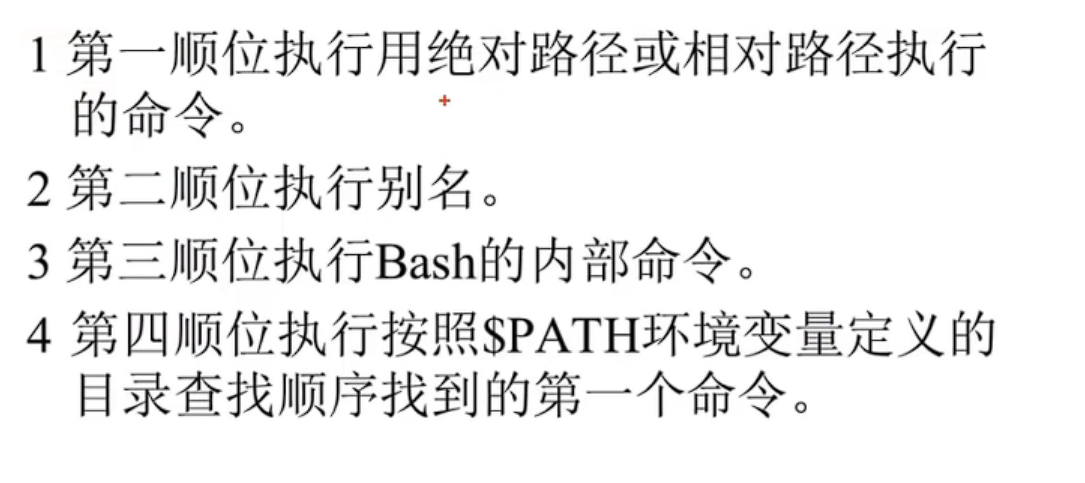 1 第一顺位执行用绝对路径或相对路径执行
的命令。
2 第二顺位执行别名。
3 第三顺位执行Bash的内部命令。
4 第四顺位执行按照$PATH环境变量定义的
目录查找顺序找到的第一个命令。